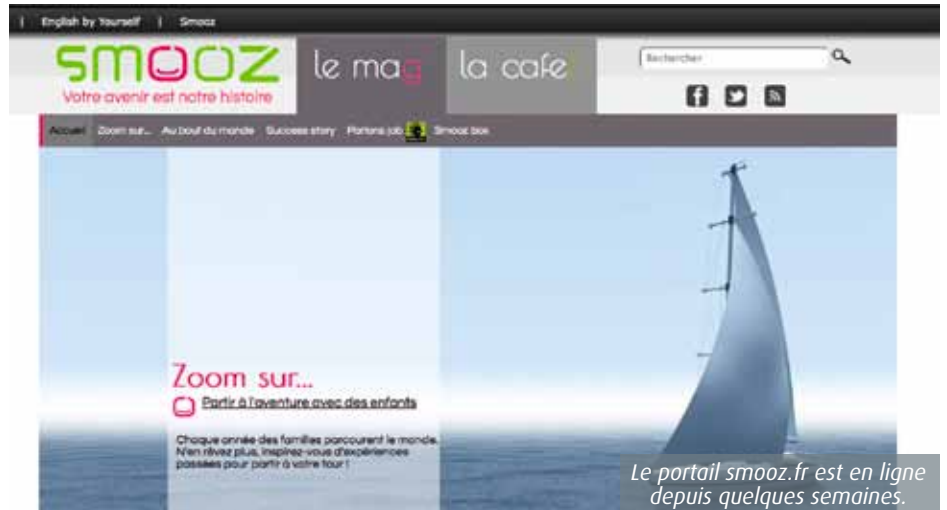 | English by Yourself | Smooz
smooz
Votre avenir est notre histoire
le mag
la cafe
Rechercher
Accueil Zoom sur... Au bout du monde Success story Parlons job Smooz box
Zoom sur...
Partir à l'aventure avec des enfants
Chaque année des familles parcourent le monde.
N'en rêvez plus, inspirez-vous d'expériences
passées pour partir à votre tour !
Le portail smooz.fr est en ligne
depuis quelques semaines.